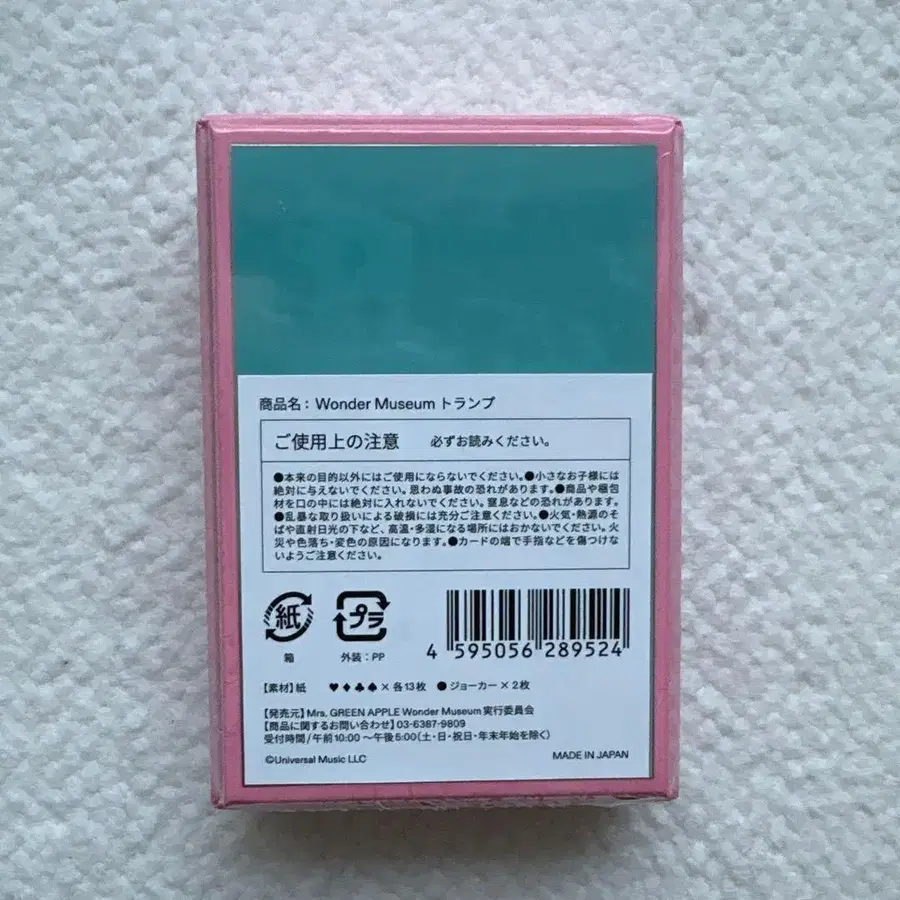 商品名：Wonder Museum トランプ
ご使用上の注意 必ずお読みください。
●本来の目的以外にはご使用にならないでください。●小さなお子様には
絶対に与えないでください。思わぬ事故の恐れがあります。●商品や梱包
材を口の中には絶対に入れないでください。窒息などの恐れがあります。
●乱暴な取り扱いによる破損には充分ご注意ください。●火気・熱源のそ
ばや直射日光の下など、高温・多湿になる場所にはおかないでください。火
災や色落ち・変色の原因になります。●カードの端で手指などを傷つけな
いようご注意ください。
紙
プラ
箱
外装：PP
4 595056 289524
【素材】紙 ♥♦♣♠×各13枚 ●ジョーカー×2枚
【発売元】Mrs. GREEN APPLE Wonder Museum実行委員会
【商品に関するお問い合わせ】03-6387-9809
受付時間/午前10:00 〜午後5:00(土・日・祝日・年末年始を除く)
©Universal Music LLC
MADE IN JAPAN